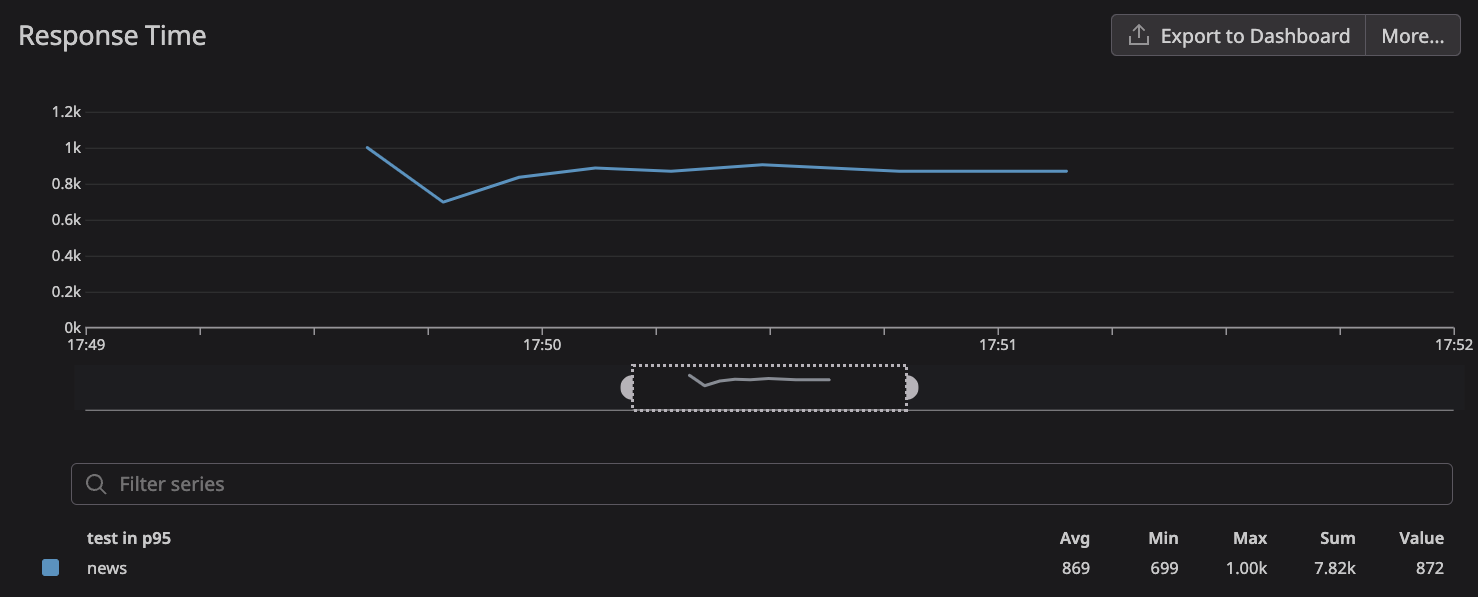 Response Time
Export to Dashboard More...
1.2k
1k
0.8k
0.6k
0.4k
0.2k
0k
17:49 17:50 17:51 17:52
Filter series
test in p95 Avg Min Max Sum Value
news 869 699 1.00k 7.82k 872